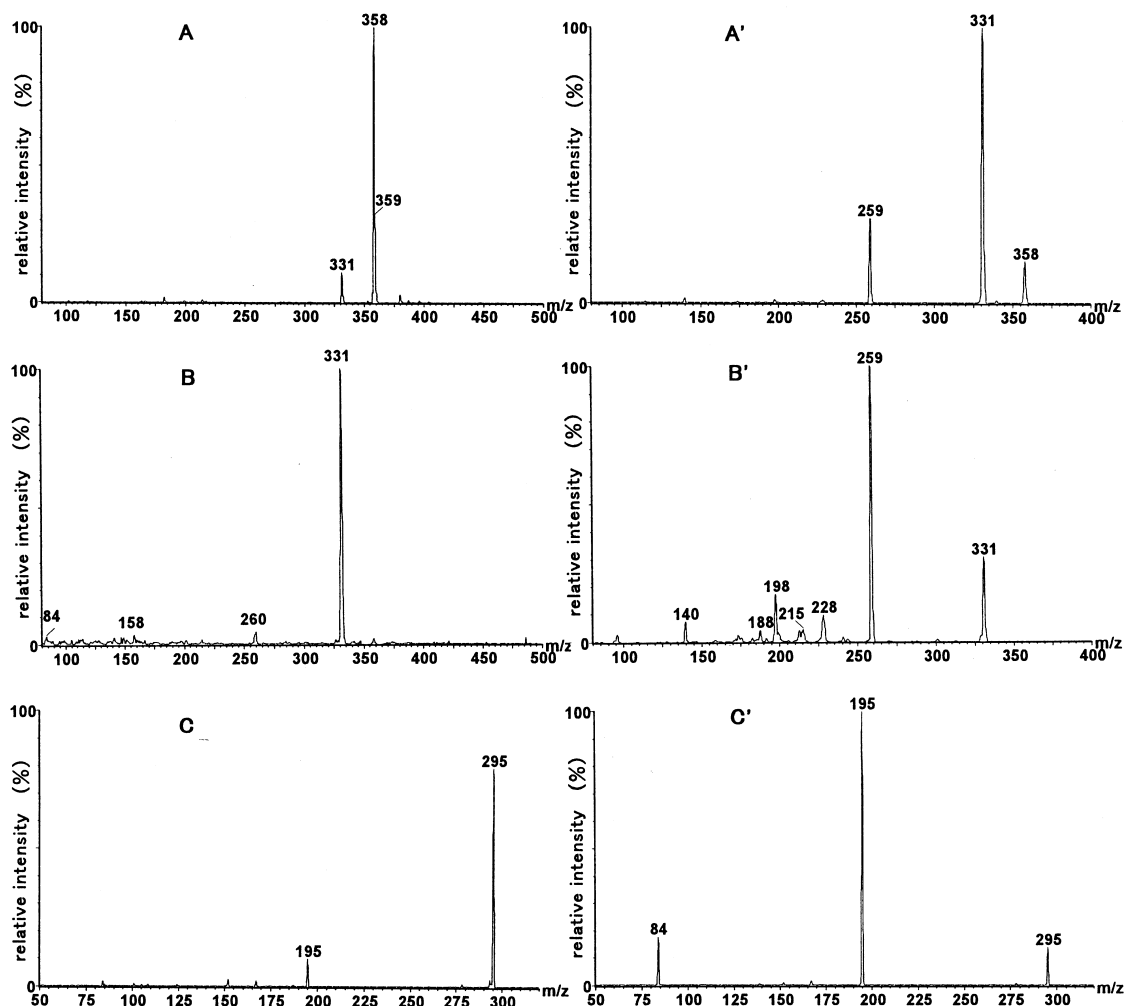 A
relative intensity (%)
100
0
358
359
331
100 150 200 250 300 350 400 450 500 m/z
A'
relative intensity (%)
100
0
331
259
358
100 150 200 250 300 350 400 m/z
B
relative intensity (%)
100
0
331
84
158
260
100 150 200 250 300 350 400 450 500 m/z
B'
relative intensity (%)
100
0
259
331
140
188
198
215
228
100 150 200 250 300 350 400 m/z
C
relative intensity (%)
100
0
295
195
50 75 100 125 150 175 200 225 250 275 300 m/z
C'
relative intensity (%)
100
0
195
84
295
50 75 100 125 150 175 200 225 250 275 300 m/z